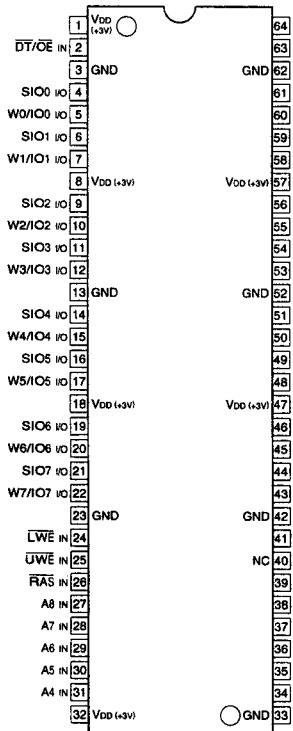 1 VDD (+3V) 64
DT/OE IN 2 63
3 GND GND 62
SIO0 I/O 4 61
W0/IO0 I/O 5 60
SIO1 I/O 6 59
W1/IO1 I/O 7 58
8 VDD (+3V) VDD (+3V) 57
SIO2 I/O 9 56
W2/IO2 I/O 10 55
SIO3 I/O 11 54
W3/IO3 I/O 12 53
13 GND GND 52
SIO4 I/O 14 51
W4/IO4 I/O 15 50
SIO5 I/O 16 49
W5/IO5 I/O 17 48
18 VDD (+3V) VDD (+3V) 47
SIO6 I/O 19 46
W6/IO6 I/O 20 45
SIO7 I/O 21 44
W7/IO7 I/O 22 43
23 GND GND 42
LWE IN 24 41
UWE IN 25 NC 40
RAS IN 26 39
A8 IN 27 38
A7 IN 28 37
A6 IN 29 36
A5 IN 30 35
A4 IN 31 34
32 VDD (+3V) GND 33